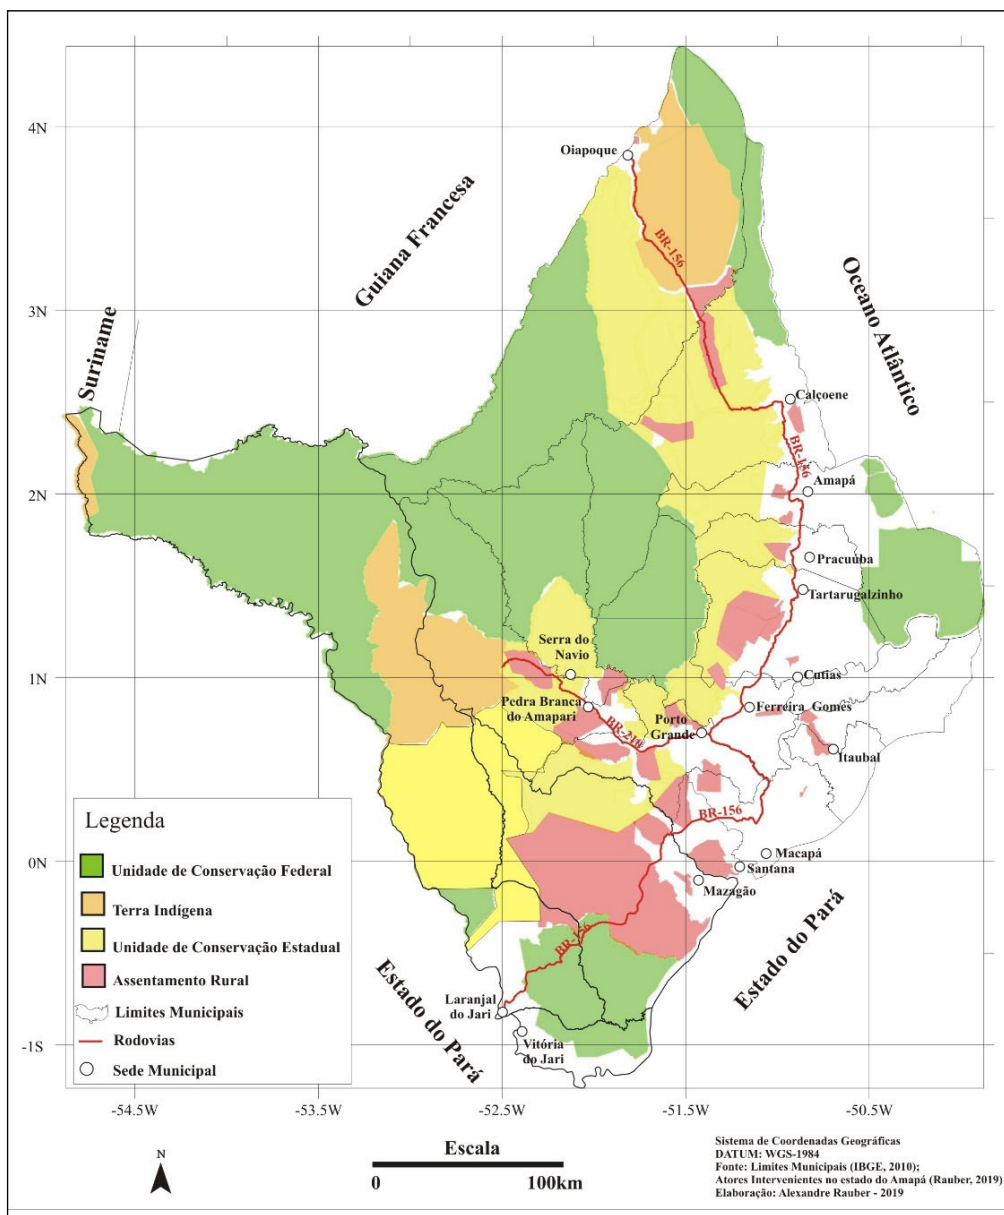 4N
3N
2N
1N
0N
-1S
Oiapoque
Guiana Francesa
Suriname
Oceano Atlântico
BR-156
Calçoene
BR-156
Amapá
Pracuúba
Tartarugalzinho
Serra do
Navio
Cutias
Pedra Branca
do Amapari
Porto
Grande
Ferreira Gomes
BR-210
Itaubal
BR-156
Macapá
Santana
Mazagão
BR-156
Estado do Pará
Estado do Pará
Laranjal
do Jari
Vitória
do Jari
Legenda
Unidade de Conservação Federal
Terra Indígena
Unidade de Conservação Estadual
Assentamento Rural
Limites Municipais
Rodovias
Sede Municipal
-54.5W -53.5W -52.5W -51.5W -50.5W
N
Escala
0 100km
Sistema de Coordenadas Geográficas
DATUM: WGS-1984
Fonte: Limites Municipais (IBGE, 2010);
Atores Intervenientes no estado do Amapá (Rauber, 2019)
Elaboração: Alexandre Rauber - 2019